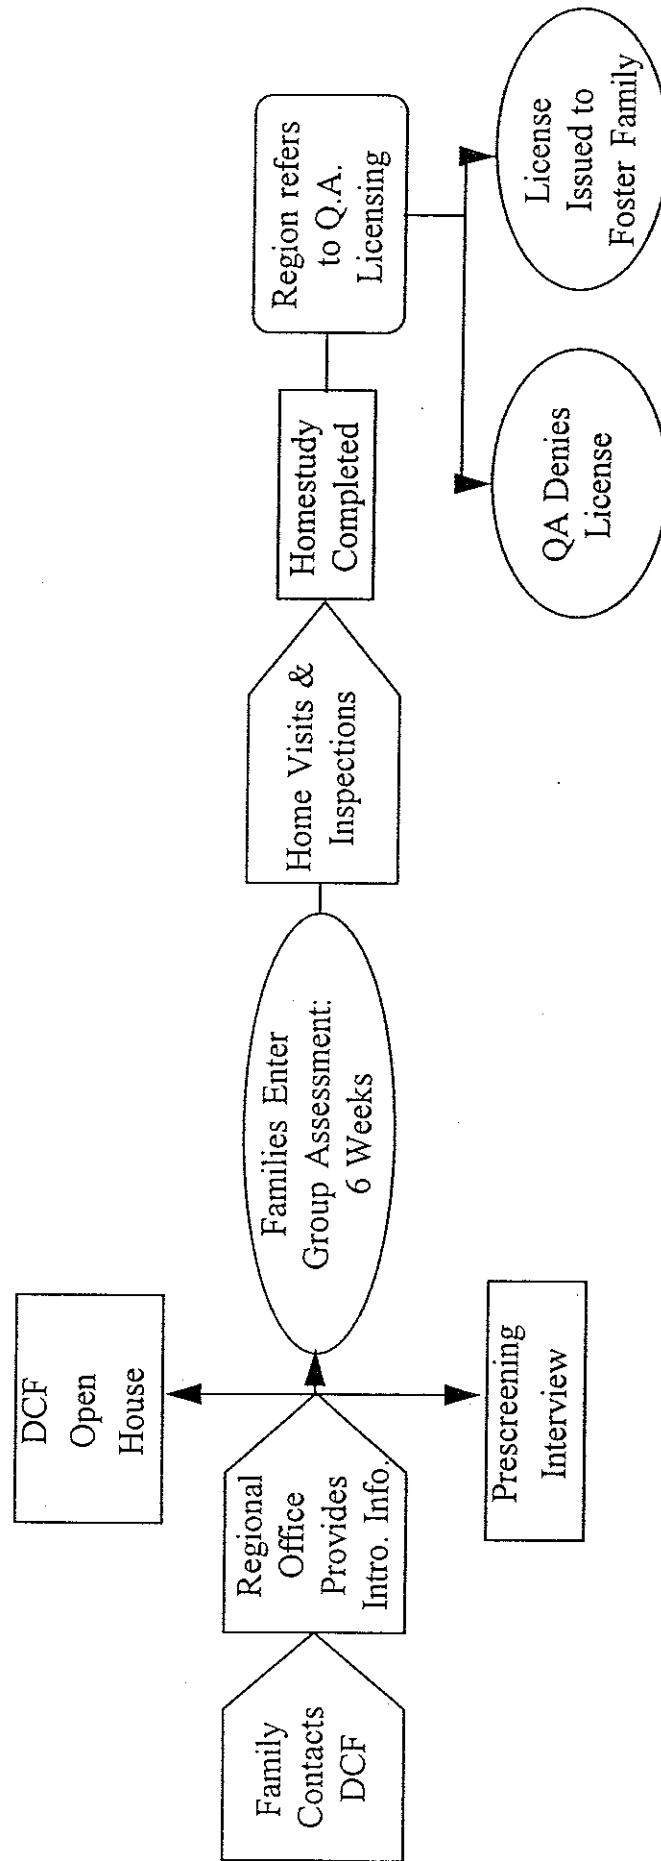 Family
Contacts
DCF
Regional
Office
Provides
Intro. Info.
DCF
Open
House
Prescreening
Interview
Families Enter
Group Assessment:
6 Weeks
Home Visits &
Inspections
Homestudy
Completed
Region refers
to Q.A.
Licensing
QA Denies
License
License
Issued to
Foster Family